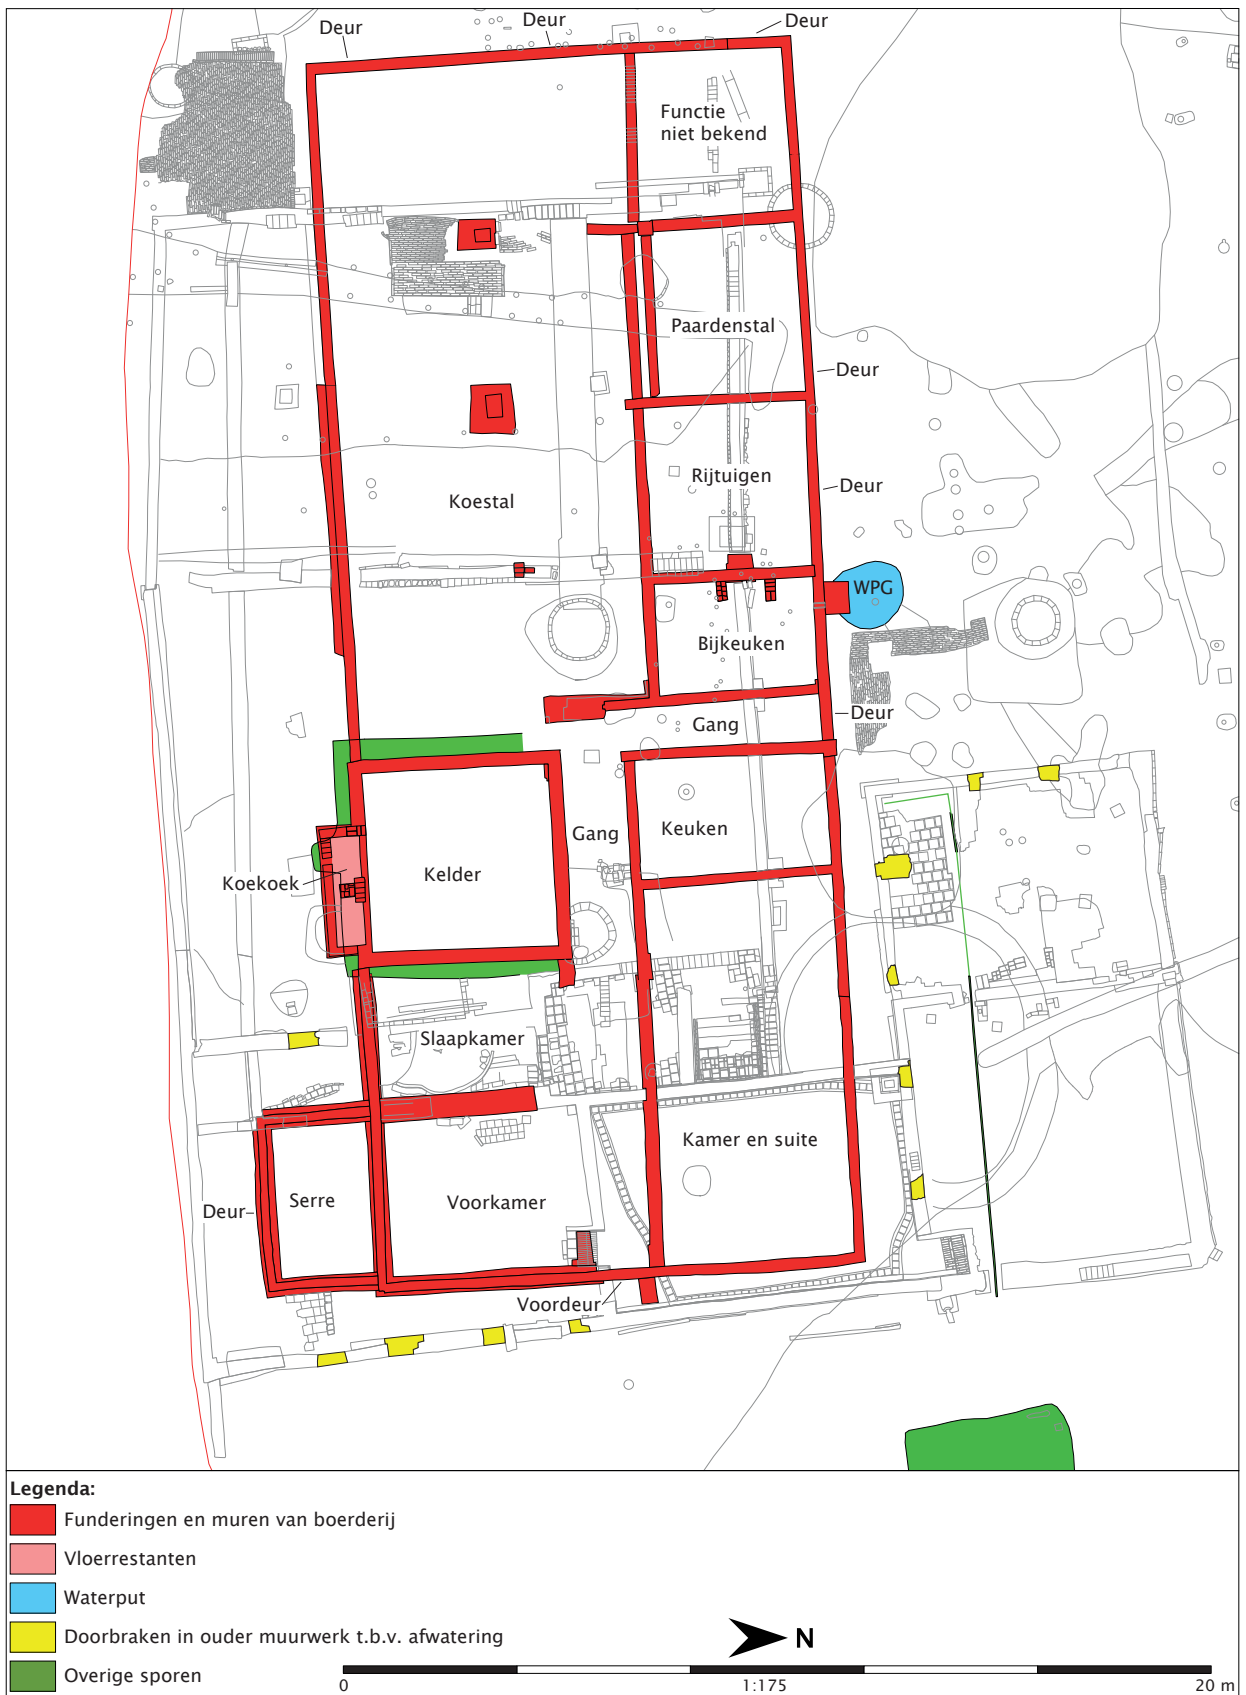 Deur
Deur
Deur
Functie
niet bekend
Paardenstal
Deur
Rijtuigen
Deur
Koestal
WPG
Bijkeuken
Deur
Gang
Gang
Keuken
Kelder
Koekoek
Slaapkamer
Kamer en suite
Serre
Voorkamer
Deur
Voordeur
Legenda:
Funderingen en muren van boerderij
Vloerrestanten
Waterput
Doorbraken in ouder muurwerk t.b.v. afwatering
Overige sporen
N
0
1:175
20 m